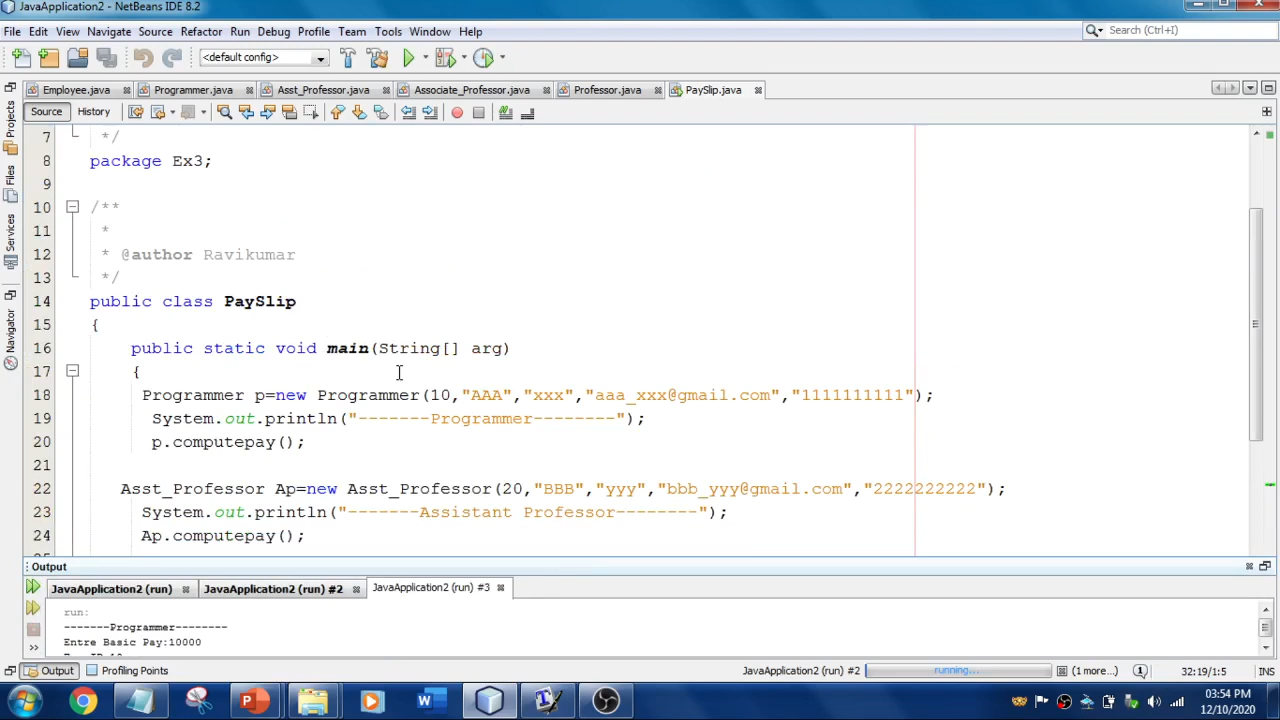 JavaApplication2 - NetBeans IDE 8.2
File Edit View Navigate Source Refactor Run Debug Profile Team Tools Window Help
Search (Ctrl+I)
<default config>
Employee.java Programmer.java Asst_Professor.java Associate_Professor.java Professor.java PaySlip.java
Source History
Projects
Files
Services
Navigator
7 */
8 package Ex3;
9
10 /**
11 *
12 * @author Ravikumar
13 */
14 public class PaySlip
15 {
16 public static void main(String[] arg)
17 {
18 Programmer p=new Programmer(10,"AAA","xxx","aaa_xxx@gmail.com","1111111111");
19 System.out.println("-------Programmer--------");
20 p.computepay();
21
22 Asst_Professor Ap=new Asst_Professor(20,"BBB","yyy","bbb_yyy@gmail.com","2222222222");
23 System.out.println("-------Assistant Professor--------");
24 Ap.computepay();
Output
JavaApplication2 (run) JavaApplication2 (run) #2 JavaApplication2 (run) #3
run:
-------Programmer--------
Entre Basic Pay:10000
Output Profiling Points JavaApplication2 (run) #2 running... (1 more...) 32:19/1:5 INS
03:54 PM
12/10/2020